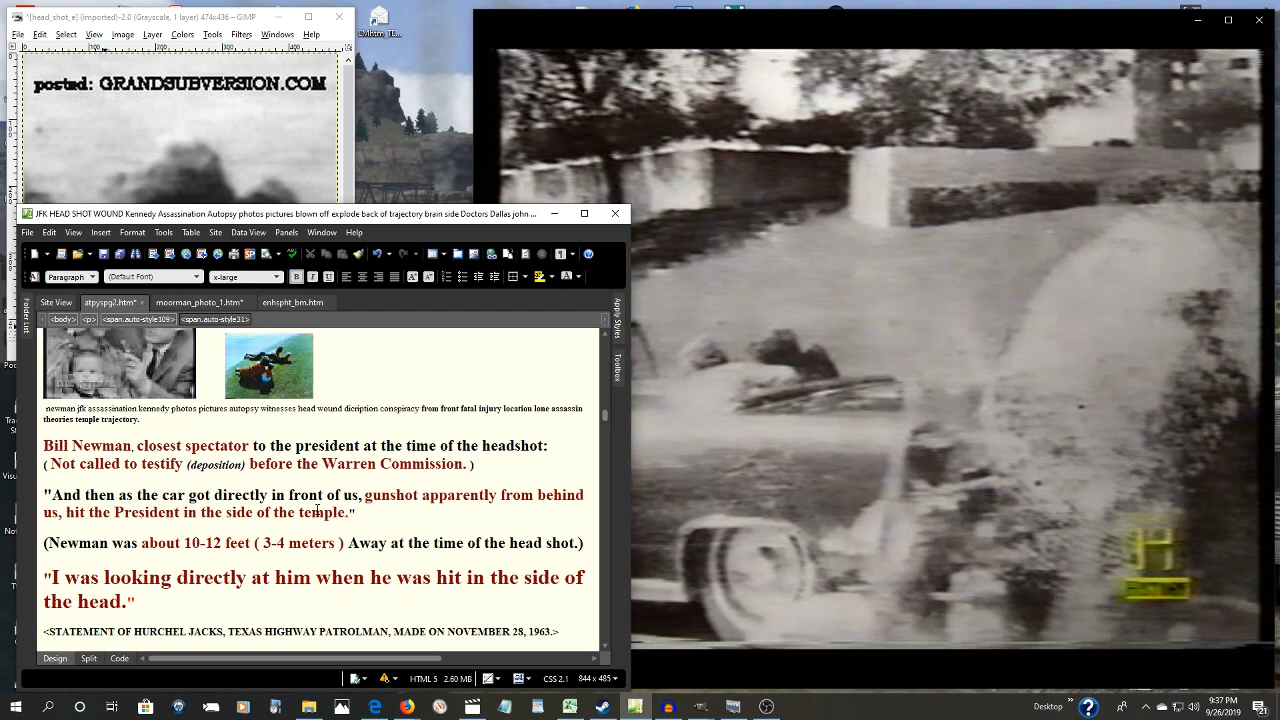 *[head_shot_e] (imported)-2.0 (Grayscale, 1 layer) 474x436 – GIMP
File Edit Select View Image Layer Colors Tools Filters Windows Help
posted: GRANDSUBVERSION.COM
JFK HEAD SHOT WOUND Kennedy Assassination Autopsy photos pictures blown off explode back of trajectory brain side Doctors Dallas john ...
File Edit View Insert Format Tools Table Site Data View Panels Window Help
Paragraph (Default Font) x-large B I U
Site View atpyspg2.htm* moorman_photo_1.htm* enhspht_bm.htm
<body> <p> <span.auto-style109> <span.auto-style31>
Folder List
Apply Styles
Toolbox
newman jfk assassination kennedy photos pictures autopsy witnesses head wound dicription conspiracy from front fatal injury location lone assassin
theories temple trajectory.
Bill Newman, closest spectator to the president at the time of the headshot:
( Not called to testify (deposition) before the Warren Commission. )
"And then as the car got directly in front of us, gunshot apparently from behind
us, hit the President in the side of the temple."
(Newman was about 10-12 feet ( 3-4 meters ) Away at the time of the head shot.)
"I was looking directly at him when he was hit in the side of
the head."
<STATEMENT OF HURCHEL JACKS, TEXAS HIGHWAY PATROLMAN, MADE ON NOVEMBER 28, 1963.>
Design Split Code
HTML 5 2.60 MB CSS 2.1 844 x 485
H
Desktop
9:37 PM
9/26/2019